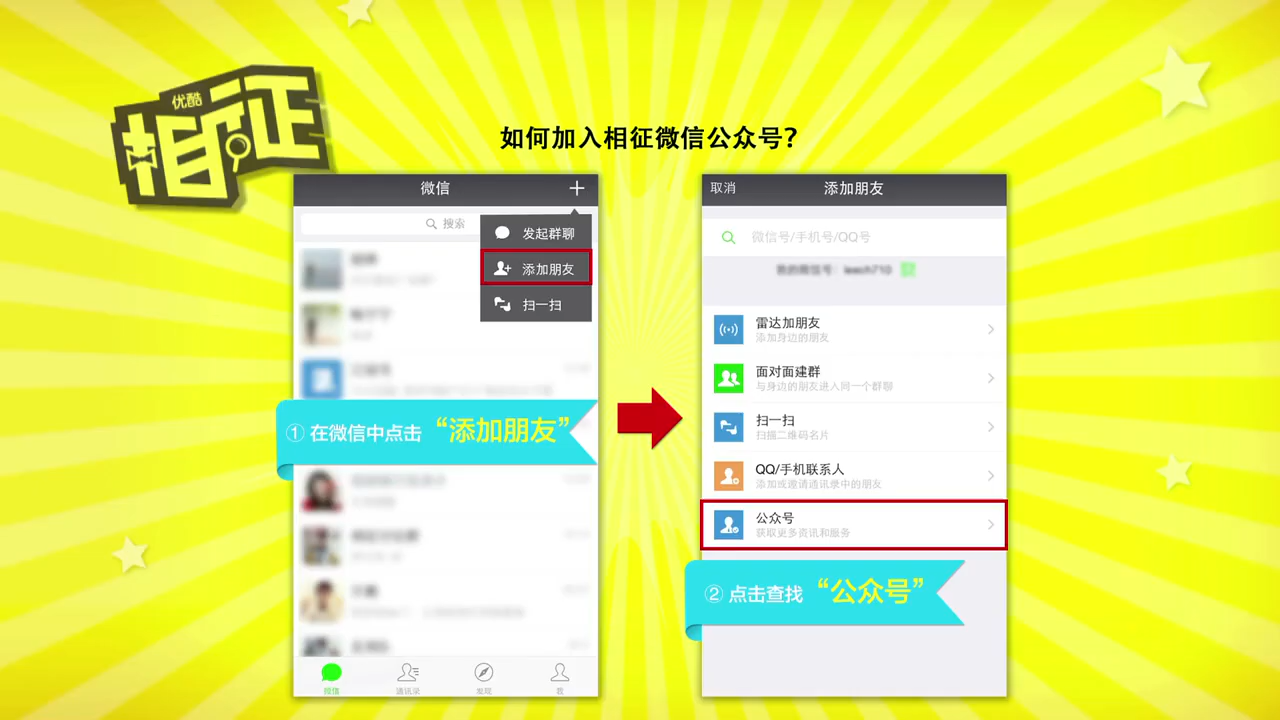 优酷
相征
如何加入相征微信公众号?
微信
搜索
发起群聊
添加朋友
扫一扫
① 在微信中点击 “添加朋友”
微信
通讯录
发现
我
取消
添加朋友
微信号/手机号/QQ号
我的微信号：
雷达加朋友
添加身边的朋友
面对面建群
与身边的朋友进入同一个群聊
扫一扫
扫描二维码名片
QQ/手机联系人
添加或邀请通讯录中的朋友
公众号
获取更多资讯和服务
② 点击查找 “公众号”